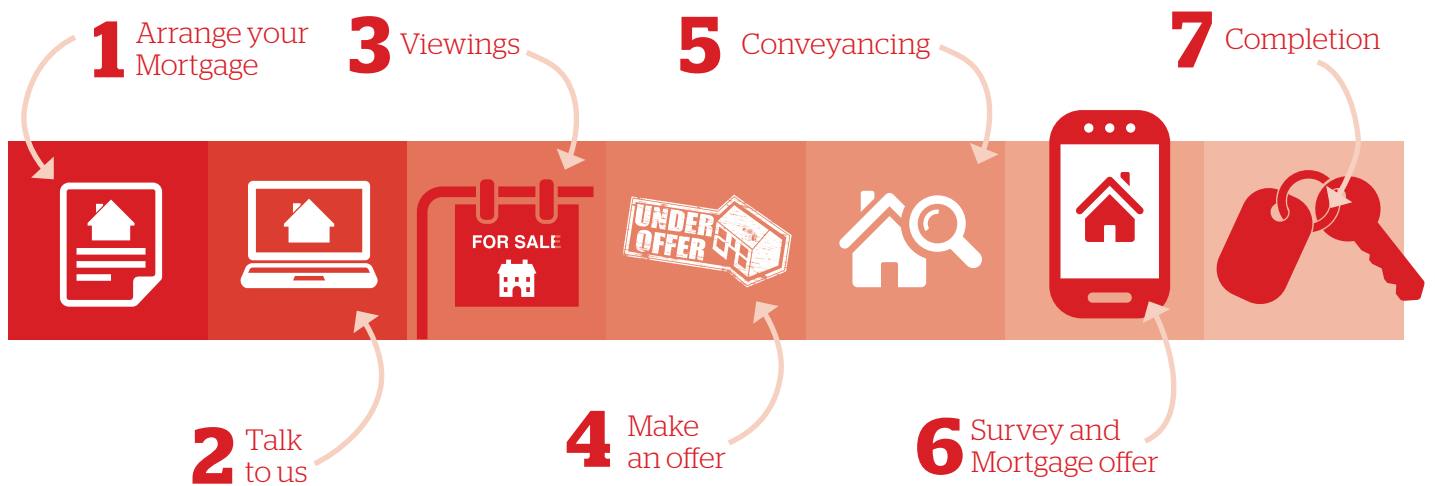 1 Arrange your
Mortgage
2 Talk
to us
3 Viewings
FOR SALE
4 Make
an offer
UNDER
OFFER
5 Conveyancing
6 Survey and
Mortgage offer
7 Completion